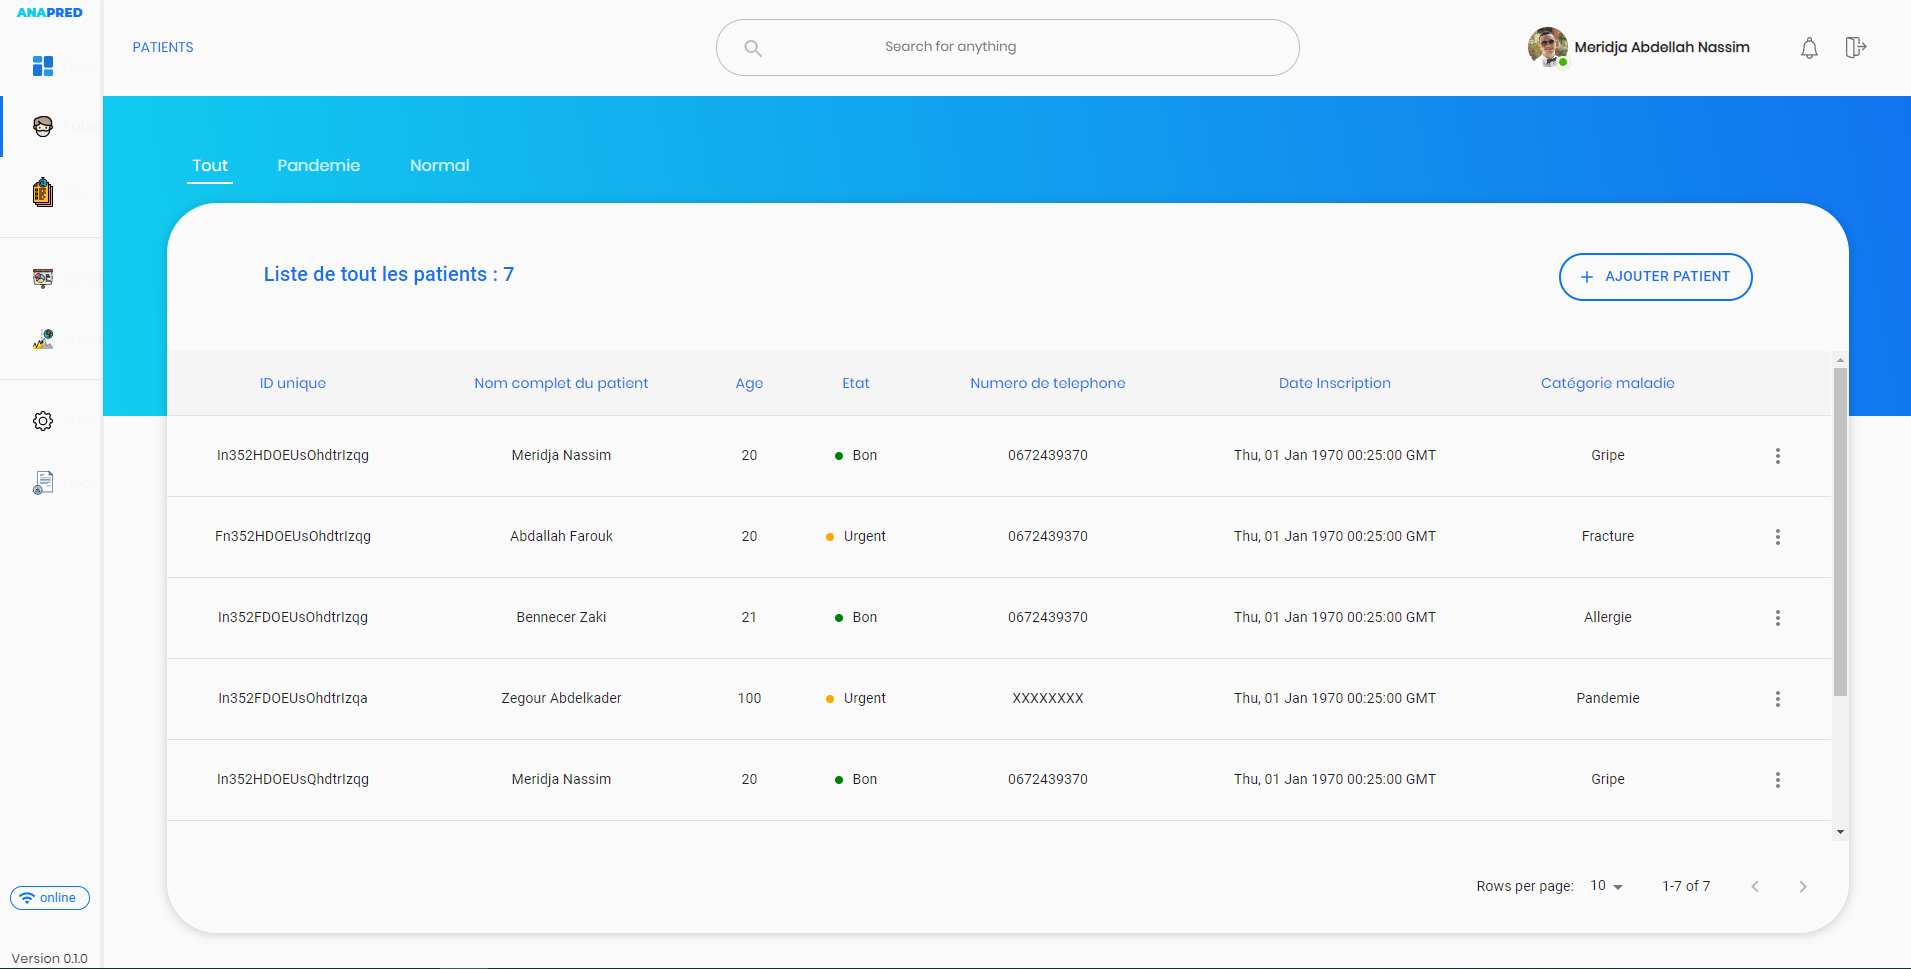 ANAPRED
PATIENTS
Search for anything
Meridja Abdellah Nassim
Tout Pandemie Normal
Liste de tout les patients : 7
+ AJOUTER PATIENT
ID unique Nom complet du patient Age Etat Numero de telephone Date Inscription Catégorie maladie
In352HDOEUsOhdtrIzqg Meridja Nassim 20 Bon 0672439370 Thu, 01 Jan 1970 00:25:00 GMT Gripe
Fn352HDOEUsOhdtrIzqg Abdallah Farouk 20 Urgent 0672439370 Thu, 01 Jan 1970 00:25:00 GMT Fracture
In352FDOEUsOhdtrIzqg Bennecer Zaki 21 Bon 0672439370 Thu, 01 Jan 1970 00:25:00 GMT Allergie
In352FDOEUsOhdtrIzqa Zegour Abdelkader 100 Urgent XXXXXXXX Thu, 01 Jan 1970 00:25:00 GMT Pandemie
In352HDOEUsQhdtrIzqg Meridja Nassim 20 Bon 0672439370 Thu, 01 Jan 1970 00:25:00 GMT Gripe
Rows per page: 10 1-7 of 7
online
Version 0.1.0